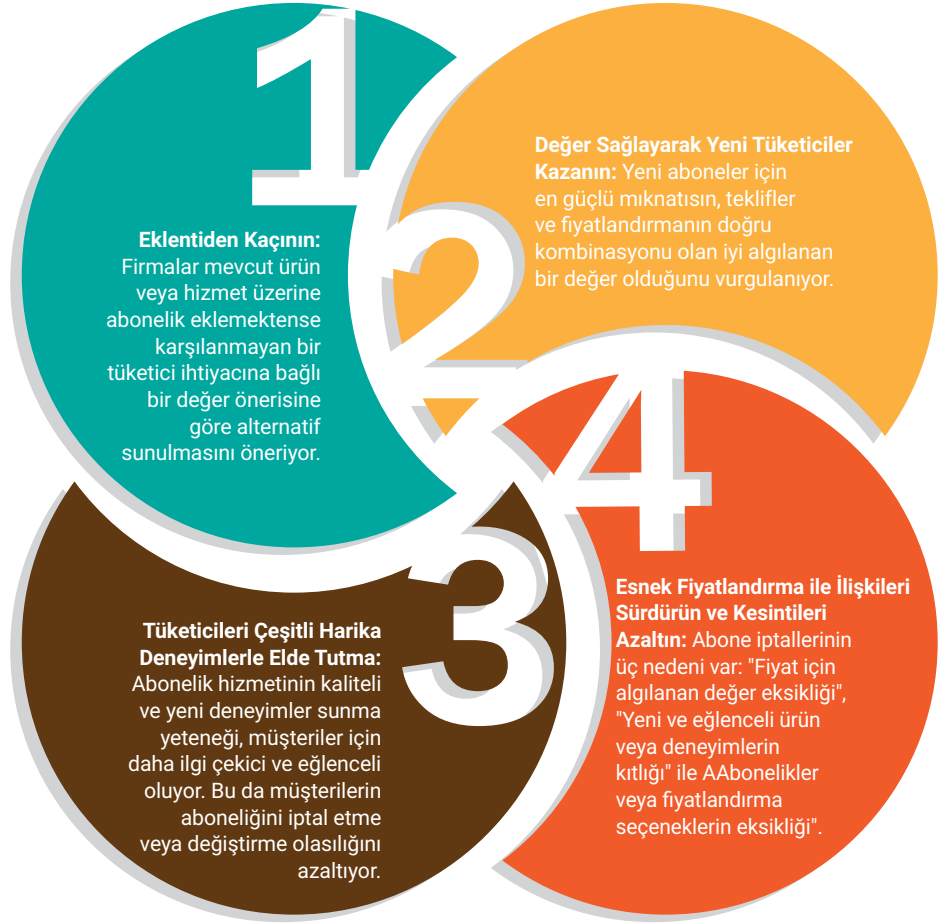 1
Eklentiden Kaçının:
Firmalar mevcut ürün
veya hizmet üzerine
abonelik eklemektense
karşılanmayan bir
tüketici ihtiyacına bağlı
bir değer önerisine
göre alternatif
sunulmasını öneriyor.
2
Değer Sağlayarak Yeni Tüketiciler
Kazanın: Yeni aboneler için
en güçlü mıknatısın, teklifler
ve fiyatlandırmanın doğru
kombinasyonu olan iyi algılanan
bir değer olduğunu vurgulanıyor.
3
Tüketicileri Çeşitli Harika
Deneyimlerle Elde Tutma:
Abonelik hizmetinin kaliteli
ve yeni deneyimler sunma
yeteneği, müşteriler için
daha ilgi çekici ve eğlenceli
oluyor. Bu da müşterilerin
aboneliğini iptal etme
veya değiştirme olasılığını
azaltıyor.
4
Esnek Fiyatlandırma ile İlişkileri
Sürdürün ve Kesintileri
Azaltın: Abone iptallerinin
üç nedeni var: "Fiyat için
algılanan değer eksikliği",
"Yeni ve eğlenceli ürün
veya deneyimlerin
kıtlığı" ile AAbonelikler
veya fiyatlandırma
seçeneklerin eksikliği".